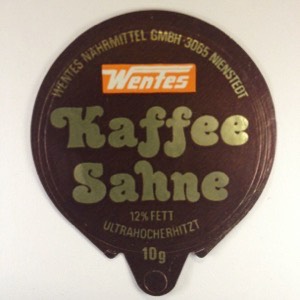 WENTES NÄHRMITTEL GMBH · 3065 NIENSTEDT
WENTES
Kaffee
Sahne
12% FETT
ULTRAHOCHERHITZT
10g